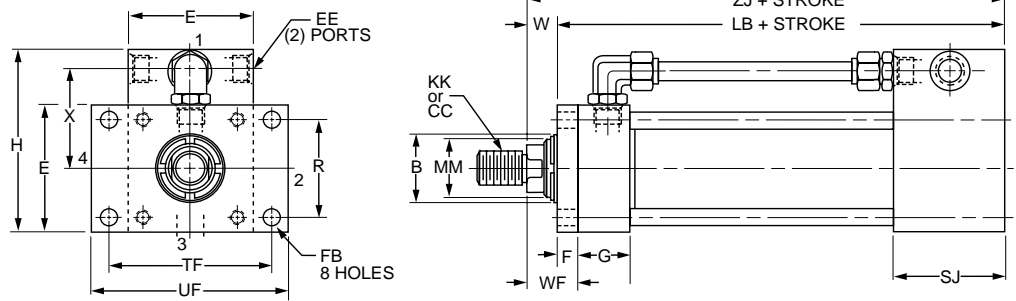 E
EE
(2) PORTS
1
H
X
E
4
R
2
3
TF
UF
FB
8 HOLES
ZJ + STROKE
W
LB + STROKE
KK
or
CC
B
MM
F
G
WF
SJ